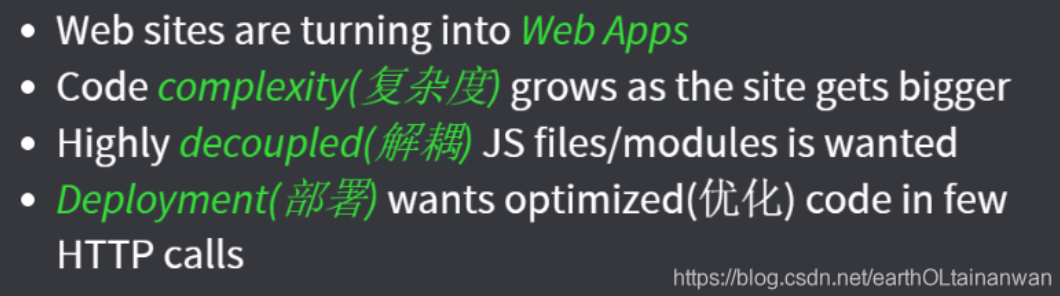 • Web sites are turning into Web Apps
• Code complexity(复杂度) grows as the site gets bigger
• Highly decoupled(解耦) JS files/modules is wanted
• Deployment(部署) wants optimized(优化) code in few
HTTP calls
https://blog.csdn.net/earthOLtainanwan